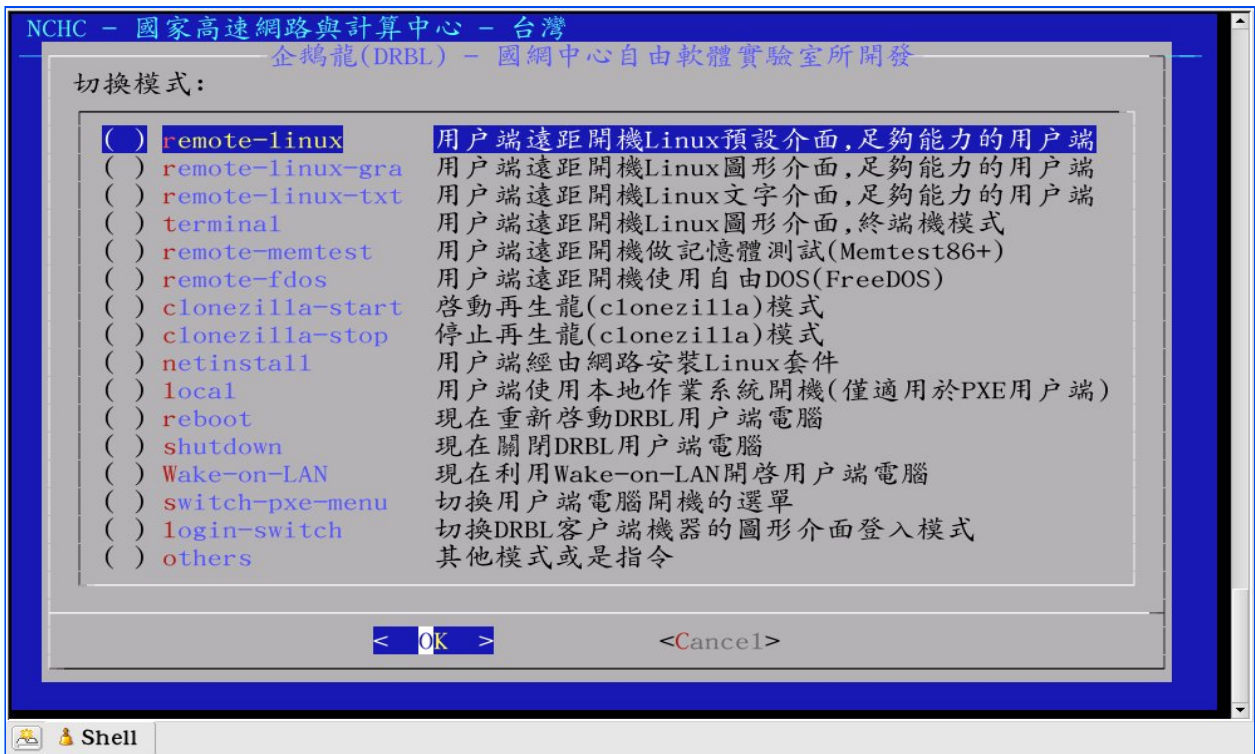 NCHC - 國家高速網路與計算中心 - 台灣
企鵝龍(DRBL) - 國網中心自由軟體實驗室所開發
切換模式:
( ) remote-linux 用户端遠距開機Linux預設介面,足夠能力的用户端
( ) remote-linux-gra 用户端遠距開機Linux圖形介面,足夠能力的用户端
( ) remote-linux-txt 用户端遠距開機Linux文字介面,足夠能力的用户端
( ) terminal 用户端遠距開機Linux圖形介面,終端機模式
( ) remote-memtest 用户端遠距開機做記憶體測試(Memtest86+)
( ) remote-fdos 用户端遠距開機使用自由DOS(FreeDOS)
( ) clonezilla-start 啓動再生龍(clonezilla)模式
( ) clonezilla-stop 停止再生龍(clonezilla)模式
( ) netinstall 用户端經由網路安裝Linux套件
( ) local 用户端使用本地作業系統開機(僅適用於PXE用户端)
( ) reboot 現在重新啓動DRBL用户端電腦
( ) shutdown 現在關閉DRBL用户端電腦
( ) Wake-on-LAN 現在利用Wake-on-LAN開啓用户端電腦
( ) switch-pxe-menu 切換用户端電腦開機的選單
( ) login-switch 切換DRBL客户端機器的圖形介面登入模式
( ) others 其他模式或是指令
< OK > <Cancel>
Shell